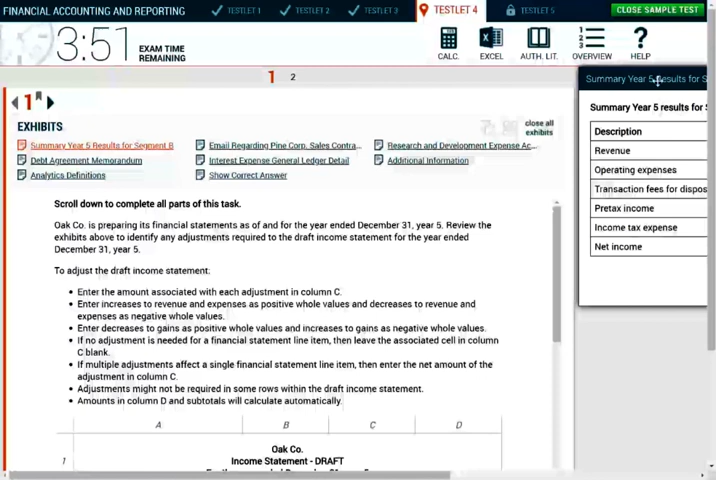 FINANCIAL ACCOUNTING AND REPORTING
TESTLET 1
TESTLET 2
TESTLET 3
TESTLET 4
TESTLET 5
CLOSE SAMPLE TEST
3:51
EXAM TIME
REMAINING
CALC.
EXCEL
AUTH. LIT.
OVERVIEW
HELP
1 2
1
EXHIBITS
close all
exhibits
Summary Year 5 Results for Segment B
Email Regarding Pine Corp. Sales Contra...
Research and Development Expense Ac...
Debt Agreement Memorandum
Interest Expense General Ledger Detail
Additional Information
Analytics Definitions
Show Correct Answer
Scroll down to complete all parts of this task.
Oak Co. is preparing its financial statements as of and for the year ended December 31, year 5. Review the
exhibits above to identify any adjustments required to the draft income statement for the year ended
December 31, year 5.
To adjust the draft income statement:
• Enter the amount associated with each adjustment in column C.
• Enter increases to revenue and expenses as positive whole values and decreases to revenue and
expenses as negative whole values.
• Enter decreases to gains as positive whole values and increases to gains as negative whole values.
• If no adjustment is needed for a financial statement line item, then leave the associated cell in column
C blank.
• If multiple adjustments affect a single financial statement line item, then enter the net amount of the
adjustment in column C.
• Adjustments might not be required in some rows within the draft income statement.
• Amounts in column D and subtotals will calculate automatically.
A B C D
1
Oak Co.
Income Statement - DRAFT
Summary Year 5 Results for S
Summary Year 5 results for S
Description
Revenue
Operating expenses
Transaction fees for dispos
Pretax income
Income tax expense
Net income